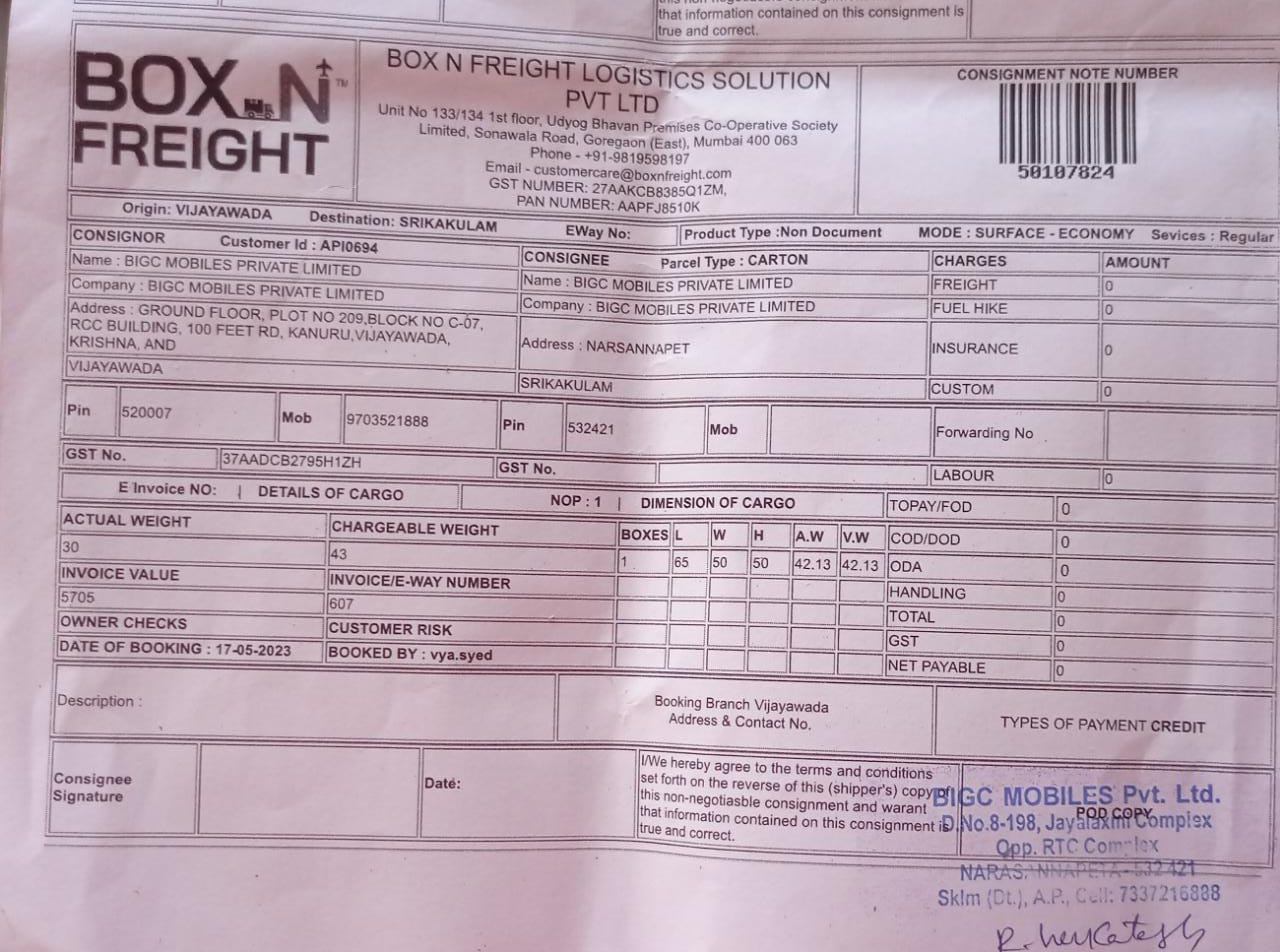 that information contained on this consignment is
true and correct.
BOX N FREIGHT ™
BOX N FREIGHT LOGISTICS SOLUTION
PVT LTD
Unit No 133/134 1st floor, Udyog Bhavan Premises Co-Operative Society
Limited, Sonawala Road, Goregaon (East), Mumbai 400 063
Phone - +91-9819598197
Email - customercare@boxnfreight.com
GST NUMBER: 27AAKCB8385Q1ZM,
PAN NUMBER: AAPFJ8510K
CONSIGNMENT NOTE NUMBER
50107824
Origin: VIJAYAWADA Destination: SRIKAKULAM EWay No: Product Type :Non Document MODE : SURFACE - ECONOMY Sevices : Regular
CONSIGNOR Customer Id : API0694 CONSIGNEE Parcel Type : CARTON CHARGES AMOUNT
Name : BIGC MOBILES PRIVATE LIMITED Name : BIGC MOBILES PRIVATE LIMITED FREIGHT 0
Company : BIGC MOBILES PRIVATE LIMITED Company : BIGC MOBILES PRIVATE LIMITED FUEL HIKE 0
Address : GROUND FLOOR, PLOT NO 209,BLOCK NO C-07,
RCC BUILDING, 100 FEET RD, KANURU,VIJAYAWADA,
KRISHNA, AND
Address : NARSANNAPET INSURANCE 0
VIJAYAWADA SRIKAKULAM CUSTOM 0
Pin 520007 Mob 9703521888 Pin 532421 Mob Forwarding No
GST No. 37AADCB2795H1ZH GST No. LABOUR 0
E Invoice NO: | DETAILS OF CARGO NOP : 1 | DIMENSION OF CARGO TOPAY/FOD 0
ACTUAL WEIGHT CHARGEABLE WEIGHT BOXES L W H A.W V.W COD/DOD 0
30 43 1 65 50 50 42.13 42.13 ODA 0
INVOICE VALUE INVOICE/E-WAY NUMBER HANDLING 0
5705 607 TOTAL 0
OWNER CHECKS CUSTOMER RISK GST 0
DATE OF BOOKING : 17-05-2023 BOOKED BY : vya.syed NET PAYABLE 0
Description :
Booking Branch Vijayawada
Address & Contact No.
TYPES OF PAYMENT CREDIT
Consignee
Signature
Date:
I/We hereby agree to the terms and conditions
set forth on the reverse of this (shipper's) copy of
this non-negotiasble consignment and warant
that information contained on this consignment is
true and correct.
POD COPY
BIGC MOBILES Pvt. Ltd.
D.No.8-198, Jayalaxmi Complex
Opp. RTC Complex
NARASANNAPETA - 532 421
Sklm (Dt.), A.P., Cell: 7337216888